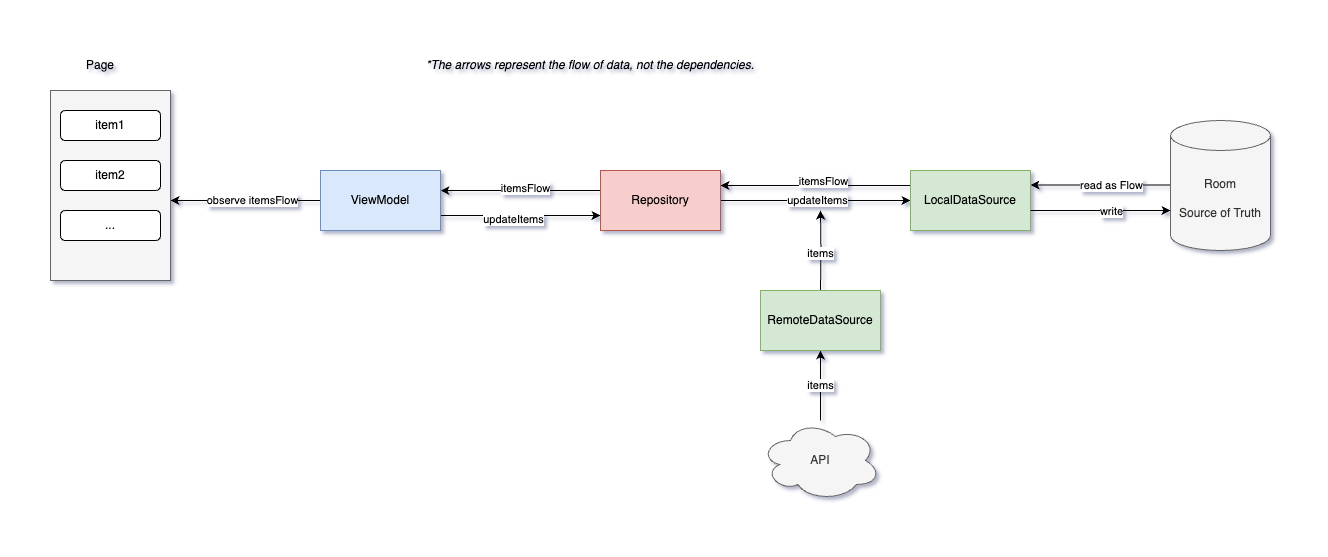 Page
*The arrows represent the flow of data, not the dependencies.
item1
item2
...
observe itemsFlow
ViewModel
itemsFlow
updateItems
Repository
itemsFlow
updateItems
LocalDataSource
read as Flow
write
Room
Source of Truth
items
RemoteDataSource
items
API